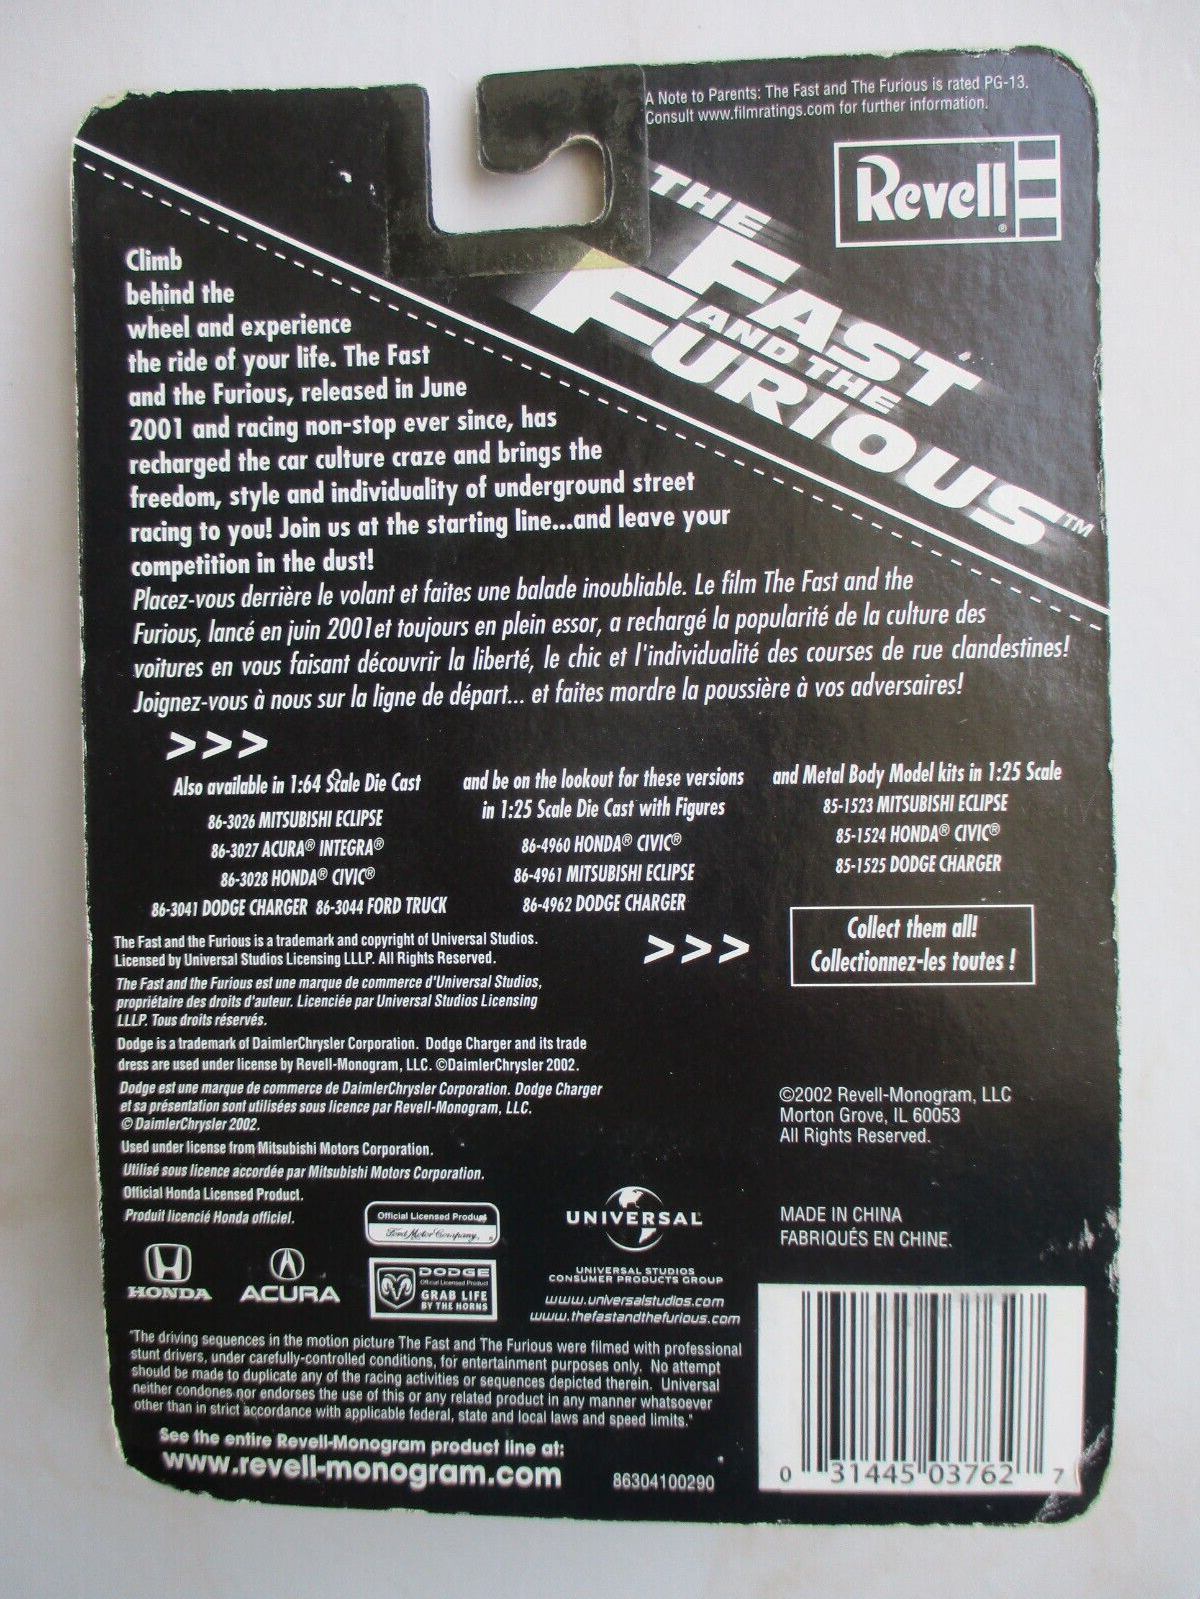 A Note to Parents: The Fast and The Furious is rated PG-13.
Consult www.filmratings.com for further information.
Revell®
THE
FAST
AND THE
FURIOUS™
Climb
behind the
wheel and experience
the ride of your life. The Fast
and the Furious, released in June
2001 and racing non-stop ever since, has
recharged the car culture craze and brings the
freedom, style and individuality of underground street
racing to you! Join us at the starting line...and leave your
competition in the dust!
Placez-vous derrière le volant et faites une balade inoubliable. Le film The Fast and the
Furious, lancé en juin 2001et toujours en plein essor, a rechargé la popularité de la culture des
voitures en vous faisant découvrir la liberté, le chic et l'individualité des courses de rue clandestines!
Joignez-vous à nous sur la ligne de départ... et faites mordre la poussière à vos adversaires!
>>>
Also available in 1:64 Scale Die Cast
86-3026 MITSUBISHI ECLIPSE
86-3027 ACURA® INTEGRA®
86-3028 HONDA® CIVIC®
86-3041 DODGE CHARGER 86-3044 FORD TRUCK
and be on the lookout for these versions
in 1:25 Scale Die Cast with Figures
86-4960 HONDA® CIVIC®
86-4961 MITSUBISHI ECLIPSE
86-4962 DODGE CHARGER
and Metal Body Model kits in 1:25 Scale
85-1523 MITSUBISHI ECLIPSE
85-1524 HONDA® CIVIC®
85-1525 DODGE CHARGER
>>>
Collect them all!
Collectionnez-les toutes !
The Fast and the Furious is a trademark and copyright of Universal Studios.
Licensed by Universal Studios Licensing LLLP. All Rights Reserved.
The Fast and the Furious est une marque de commerce d'Universal Studios,
propriétaire des droits d'auteur. Licenciée par Universal Studios Licensing
LLLP. Tous droits réservés.
Dodge is a trademark of DaimlerChrysler Corporation. Dodge Charger and its trade
dress are used under license by Revell-Monogram, LLC. ©DaimlerChrysler 2002.
Dodge est une marque de commerce de DaimlerChrysler Corporation. Dodge Charger
et sa présentation sont utilisées sous licence par Revell-Monogram, LLC.
© DaimlerChrysler 2002.
Used under license from Mitsubishi Motors Corporation.
Utilisé sous licence accordée par Mitsubishi Motors Corporation.
Official Honda Licensed Product.
Produit licencié Honda officiel.
©2002 Revell-Monogram, LLC
Morton Grove, IL 60053
All Rights Reserved.
MADE IN CHINA
FABRIQUÉS EN CHINE.
HONDA
ACURA
Official Licensed Product
Ford Motor Company.
DODGE
Official Licensed Product
GRAB LIFE
BY THE HORNS
UNIVERSAL
UNIVERSAL STUDIOS
CONSUMER PRODUCTS GROUP
www.universalstudios.com
www.thefastandthefurious.com
"The driving sequences in the motion picture The Fast and The Furious were filmed with professional
stunt drivers, under carefully-controlled conditions, for entertainment purposes only. No attempt
should be made to duplicate any of the racing activities or sequences depicted therein. Universal
neither condones nor endorses the use of this or any related product in any manner whatsoever
other than in strict accordance with applicable federal, state and local laws and speed limits."
See the entire Revell-Monogram product line at:
www.revell-monogram.com
86304100290
0 31445 03762 7